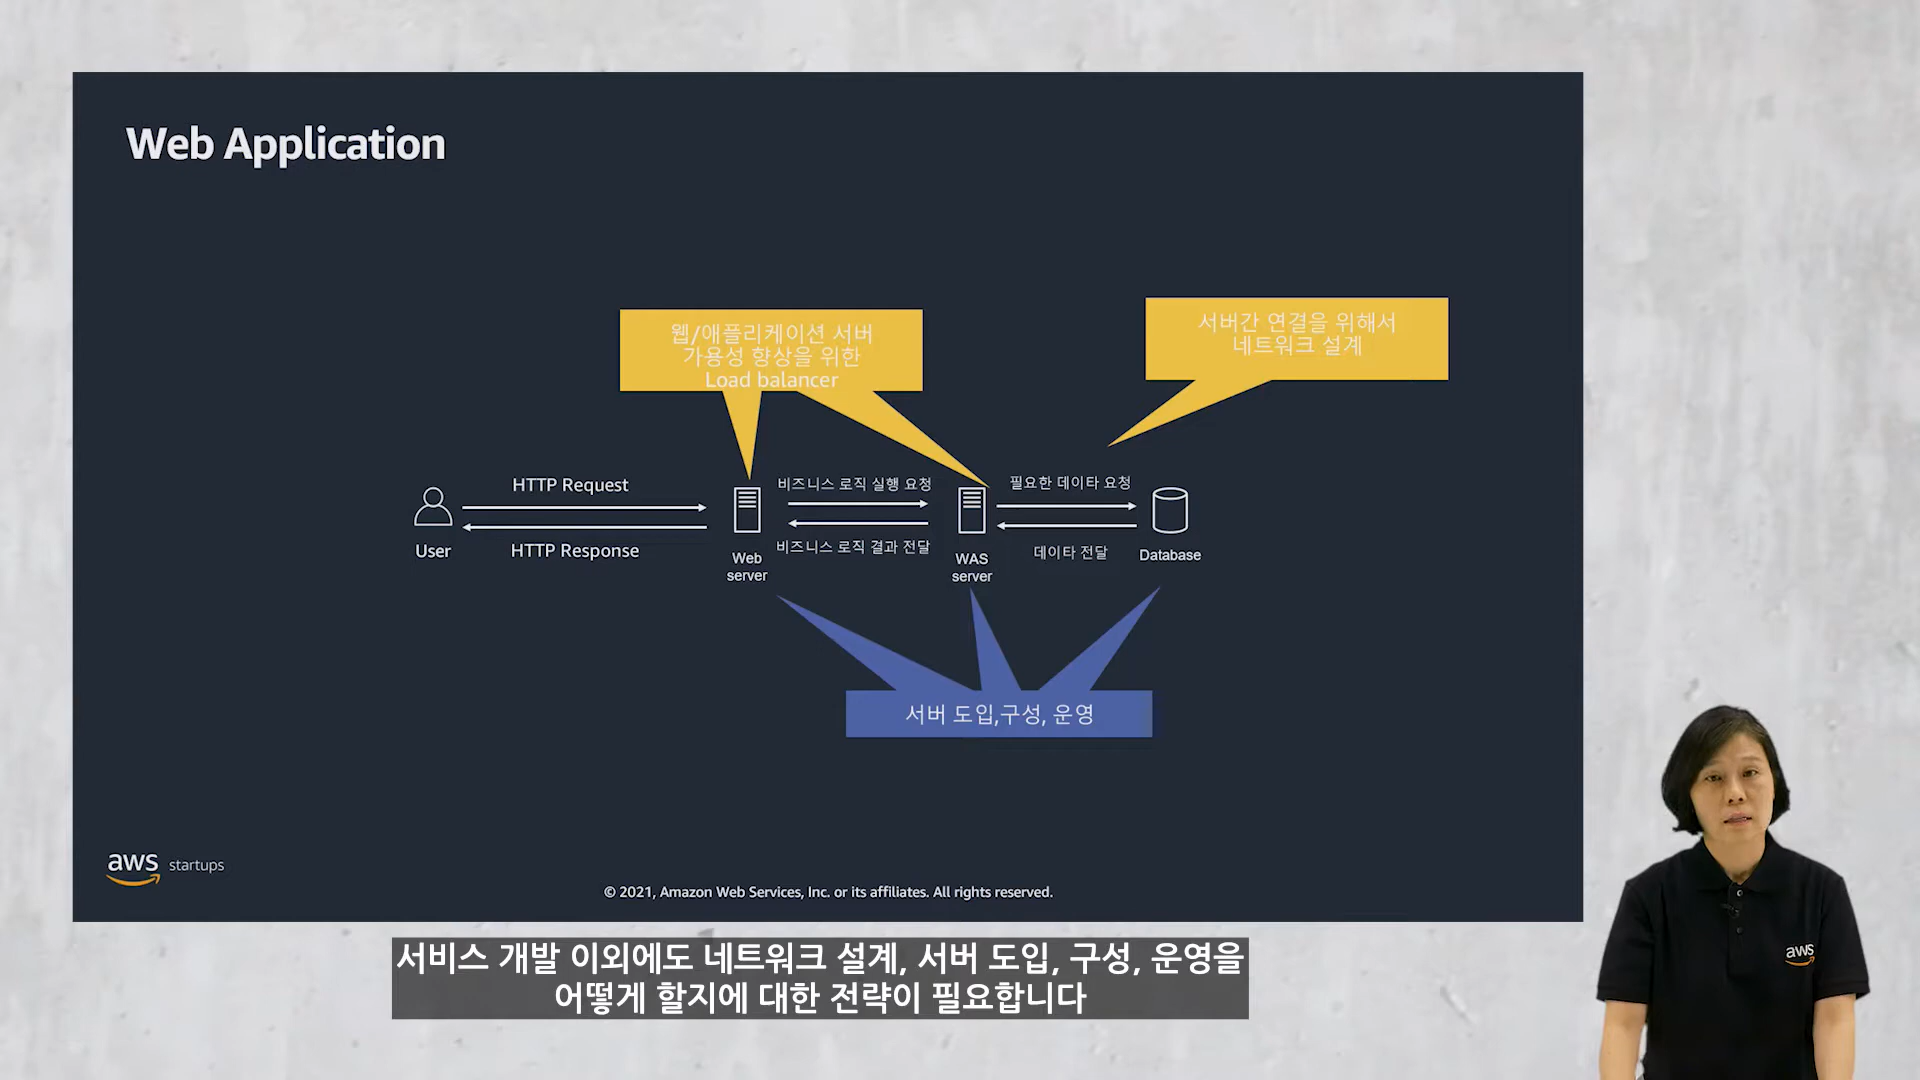 Web Application
웹/애플리케이션 서버
가용성 향상을 위한
Load balancer
서버간 연결을 위해서
네트워크 설계
HTTP Request
비즈니스 로직 실행 요청
필요한 데이타 요청
User
HTTP Response
Web
server
비즈니스 로직 결과 전달
WAS
server
데이타 전달
Database
서버 도입,구성, 운영
aws startups
© 2021, Amazon Web Services, Inc. or its affiliates. All rights reserved.
aws
서비스 개발 이외에도 네트워크 설계, 서버 도입, 구성, 운영을
어떻게 할지에 대한 전략이 필요합니다